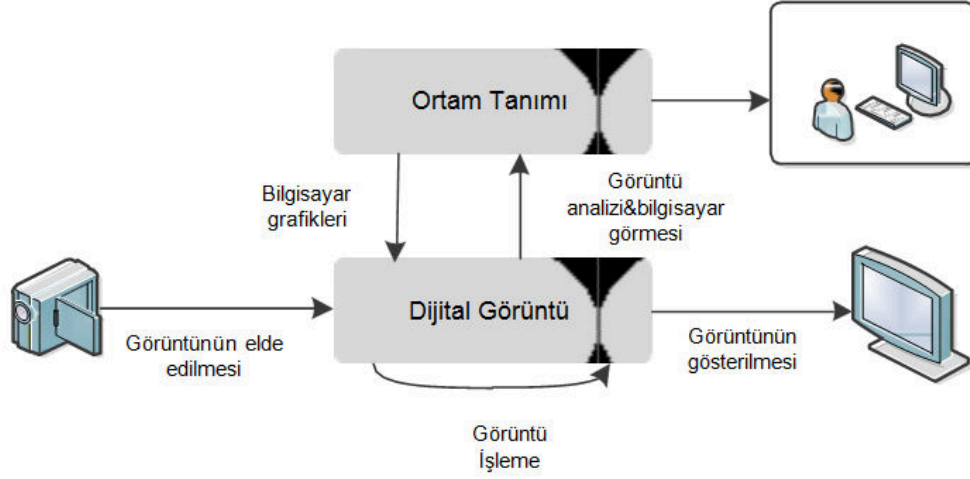 Ortam Tanımı
Bilgisayar
grafikleri
Görüntü
analizi&bilgisayar
görmesi
Dijital Görüntü
Görüntünün elde
edilmesi
Görüntünün
gösterilmesi
Görüntü
İşleme